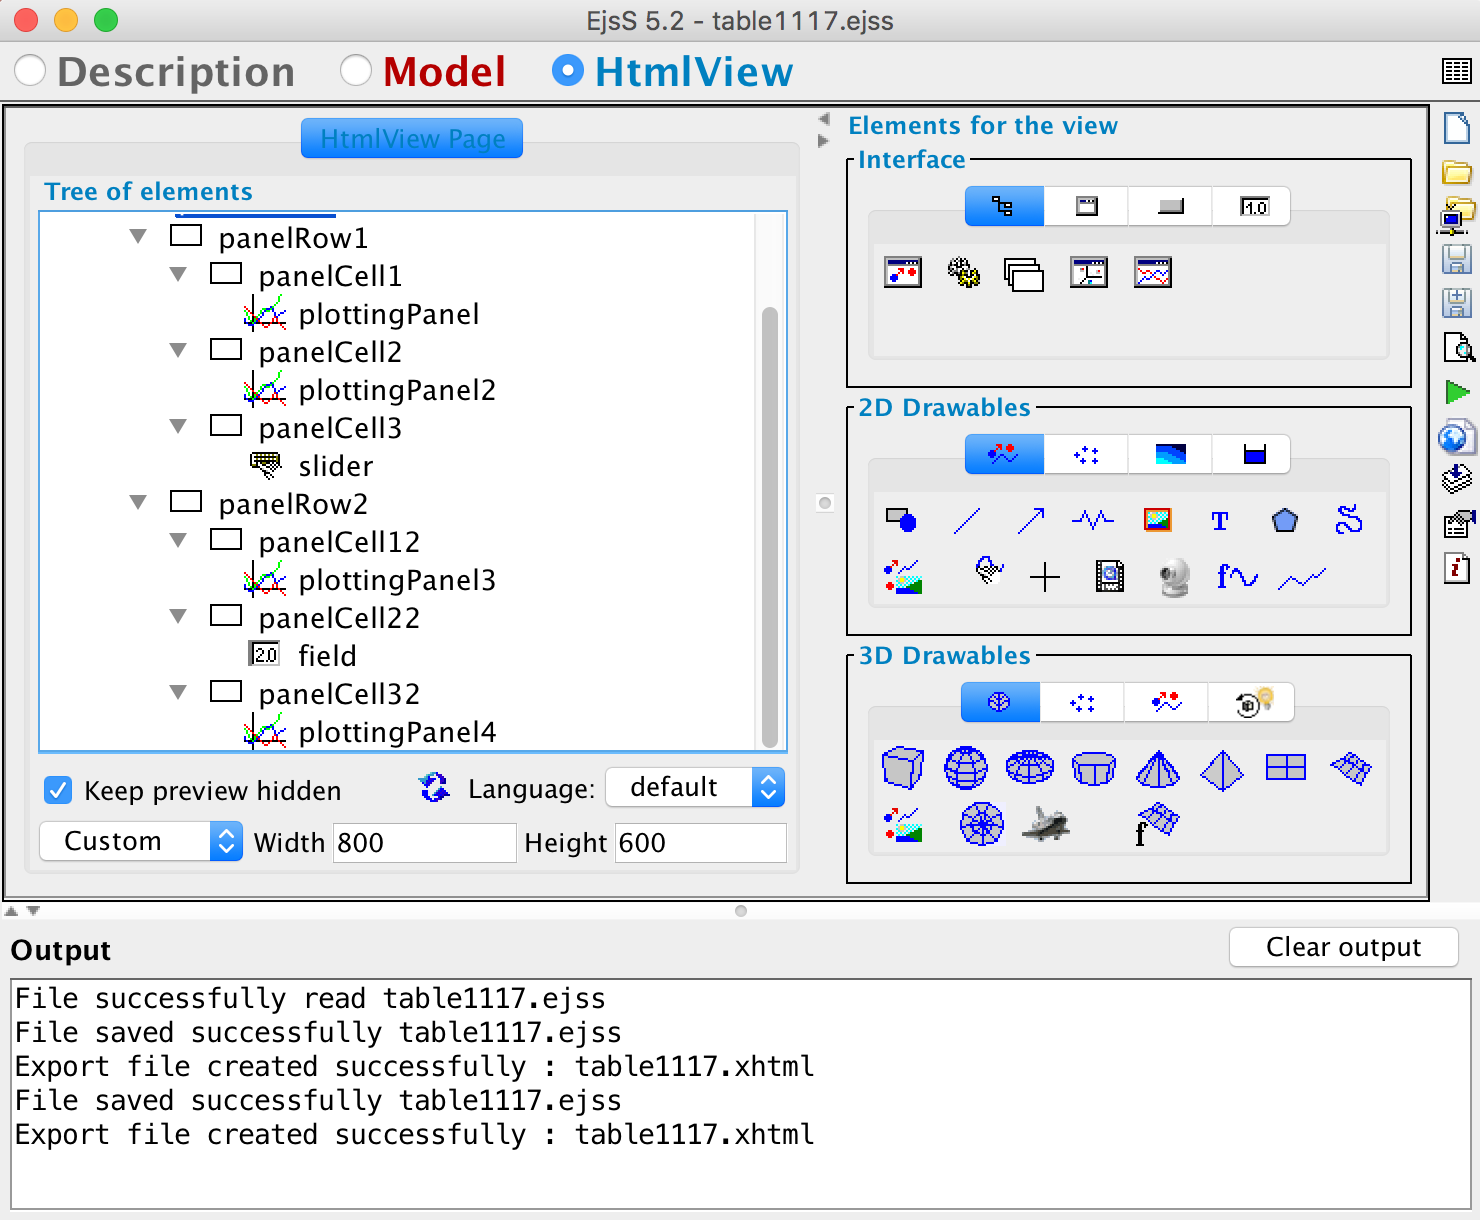 EjsS 5.2 - table1117.ejss
Description Model HtmlView
HtmlView Page
Tree of elements
panelRow1
panelCell1
plottingPanel
panelCell2
plottingPanel2
panelCell3
slider
panelRow2
panelCell12
plottingPanel3
panelCell22
2.0 field
panelCell32
plottingPanel4
Keep preview hidden Language: default
Custom Width 800 Height 600
Elements for the view
Interface
1.0
2D Drawables
T
f
3D Drawables
f
i
Output Clear output
File successfully read table1117.ejss
File saved successfully table1117.ejss
Export file created successfully : table1117.xhtml
File saved successfully table1117.ejss
Export file created successfully : table1117.xhtml